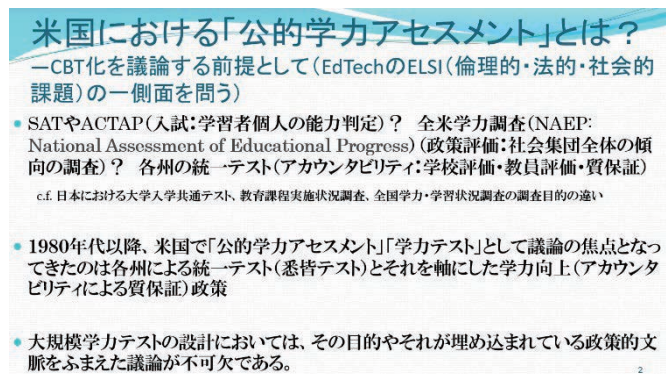 米国における「公的学力アセスメント」とは？
―CBT化を議論する前提として（EdTechのELSI（倫理的・法的・社会的
課題）の一側面を問う）
• SATやACTAP（入試：学習者個人の能力判定）？ 全米学力調査（NAEP:
National Assessment of Educational Progress）（政策評価：社会集団全体の傾
向の調査）？ 各州の統一テスト（アカウンタビリティ：学校評価・教員評価・質保証）
c.f. 日本における大学入学共通テスト、教育課程実施状況調査、全国学力・学習状況調査の調査目的の違い
• 1980年代以降、米国で「公的学力アセスメント」「学力テスト」として議論の焦点となっ
てきたのは各州による統一テスト（悉皆テスト）とそれを軸にした学力向上（アカウンタ
ビリティによる質保証）政策
• 大規模学力テストの設計においては、その目的やそれが埋め込まれている政策的文
脈をふまえた議論が不可欠である。
2